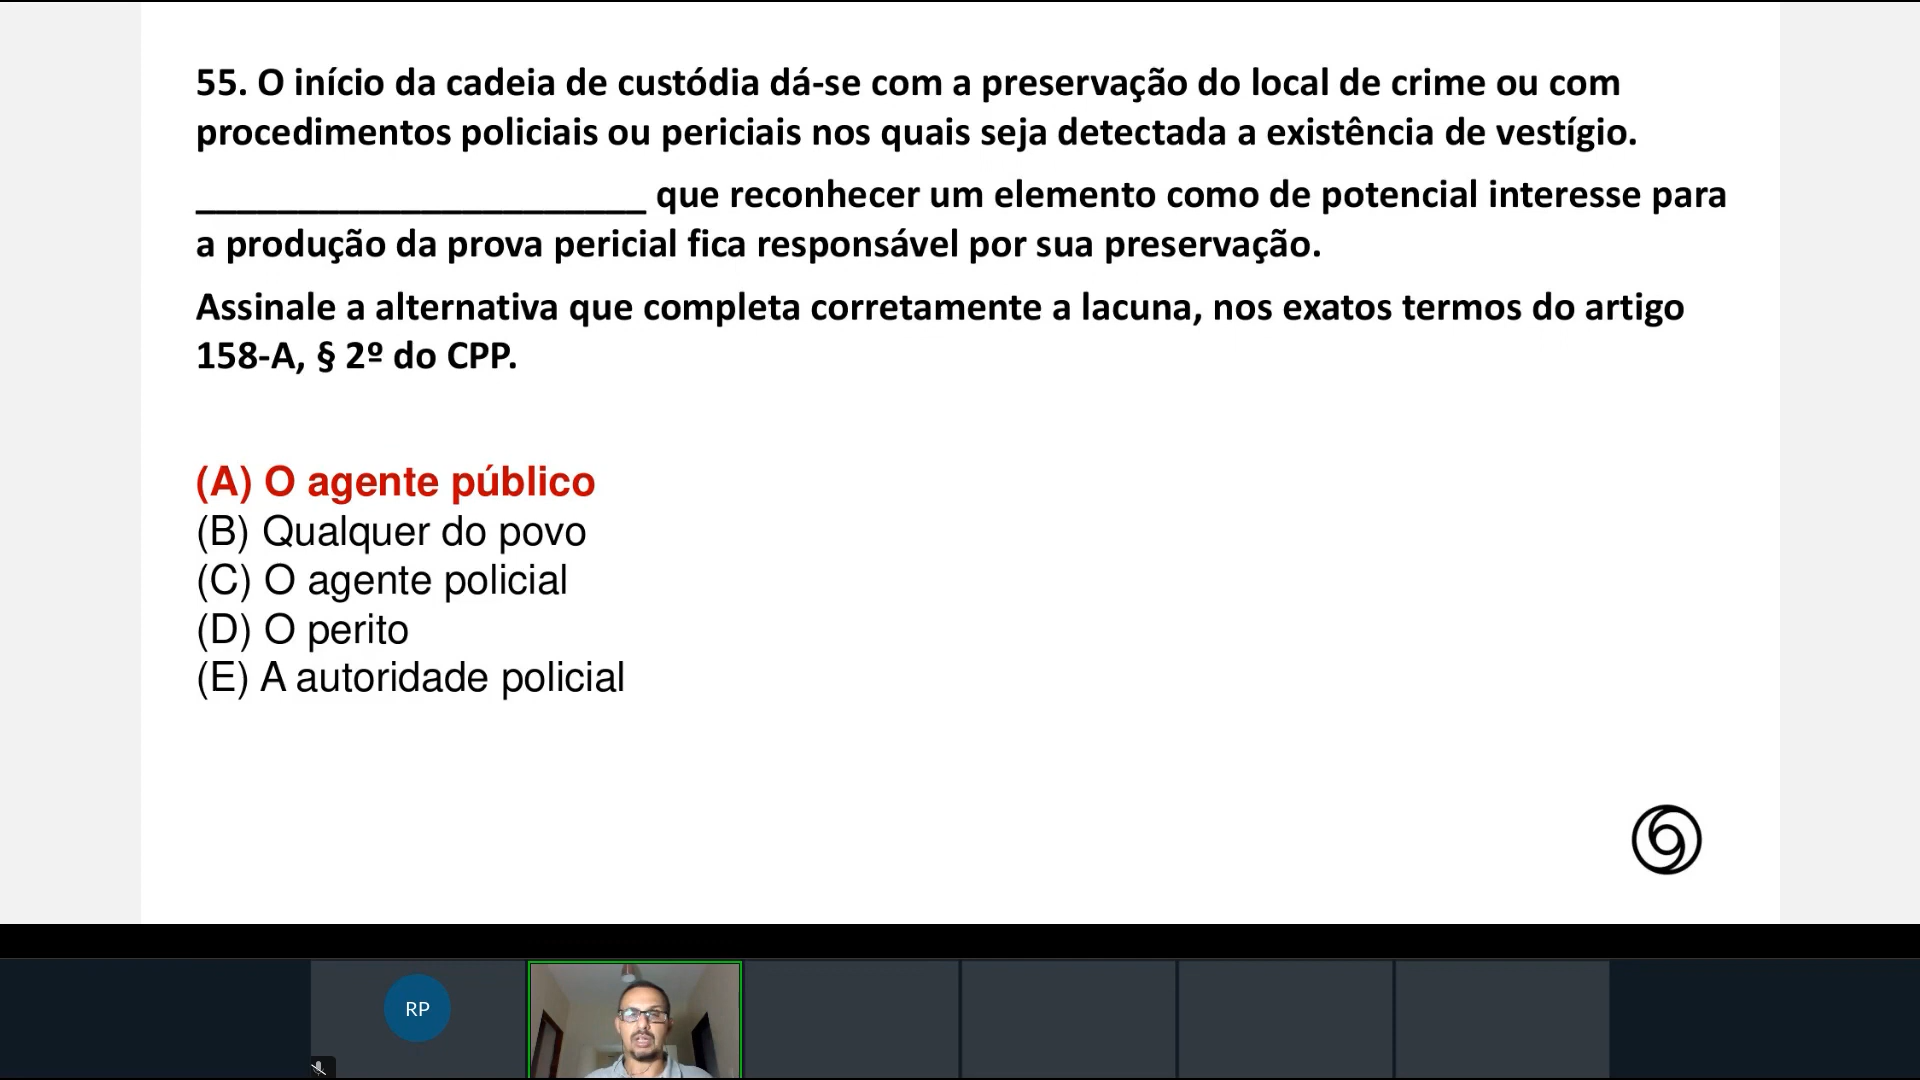 55. O início da cadeia de custódia dá-se com a preservação do local de crime ou com
procedimentos policiais ou periciais nos quais seja detectada a existência de vestígio.
______________________ que reconhecer um elemento como de potencial interesse para
a produção da prova pericial fica responsável por sua preservação.
Assinale a alternativa que completa corretamente a lacuna, nos exatos termos do artigo
158-A, § 2º do CPP.
(A) O agente público
(B) Qualquer do povo
(C) O agente policial
(D) O perito
(E) A autoridade policial
RP